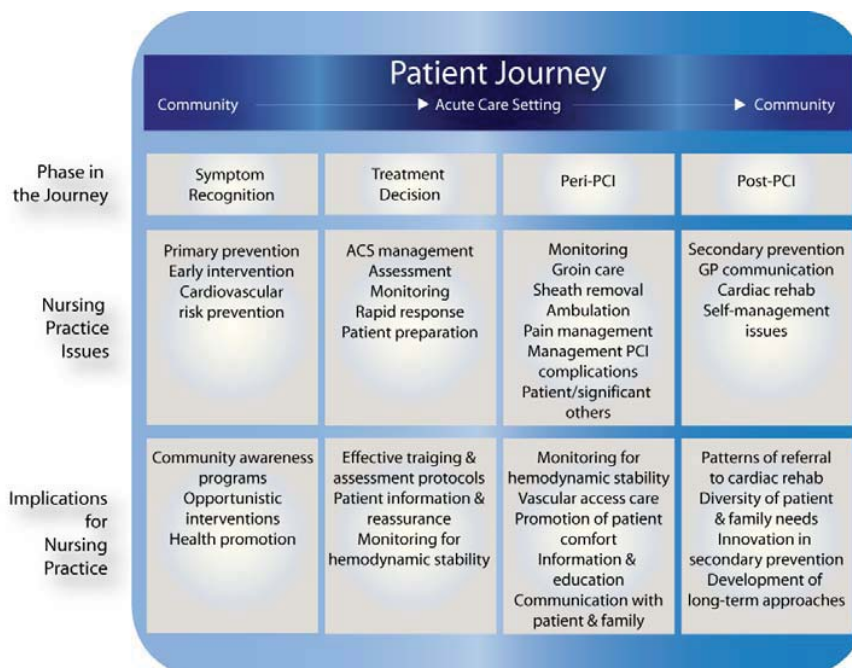 Patient Journey
Community
Acute Care Setting
Community
Phase in
the Journey
Symptom
Recognition
Treatment
Decision
Peri-PCI
Post-PCI
Nursing
Practice
Issues
Primary prevention
Early intervention
Cardiovascular
risk prevention
ACS management
Assessment
Monitoring
Rapid response
Patient preparation
Monitoring
Groin care
Sheath removal
Ambulation
Pain management
Management PCI
complications
Patient/significant
others
Secondary prevention
GP communication
Cardiac rehab
Self-management
issues
Implications
for
Nursing
Practice
Community awareness
programs
Opportunistic
interventions
Health promotion
Effective traiging &
assessment protocols
Patient information &
reassurance
Monitoring for
hemodynamic stability
Monitoring for
hemodynamic stability
Vascular access care
Promotion of patient
comfort
Information &
education
Communication with
patient & family
Patterns of referral
to cardiac rehab
Diversity of patient
& family needs
Innovation in
secondary prevention
Development of
long-term approaches